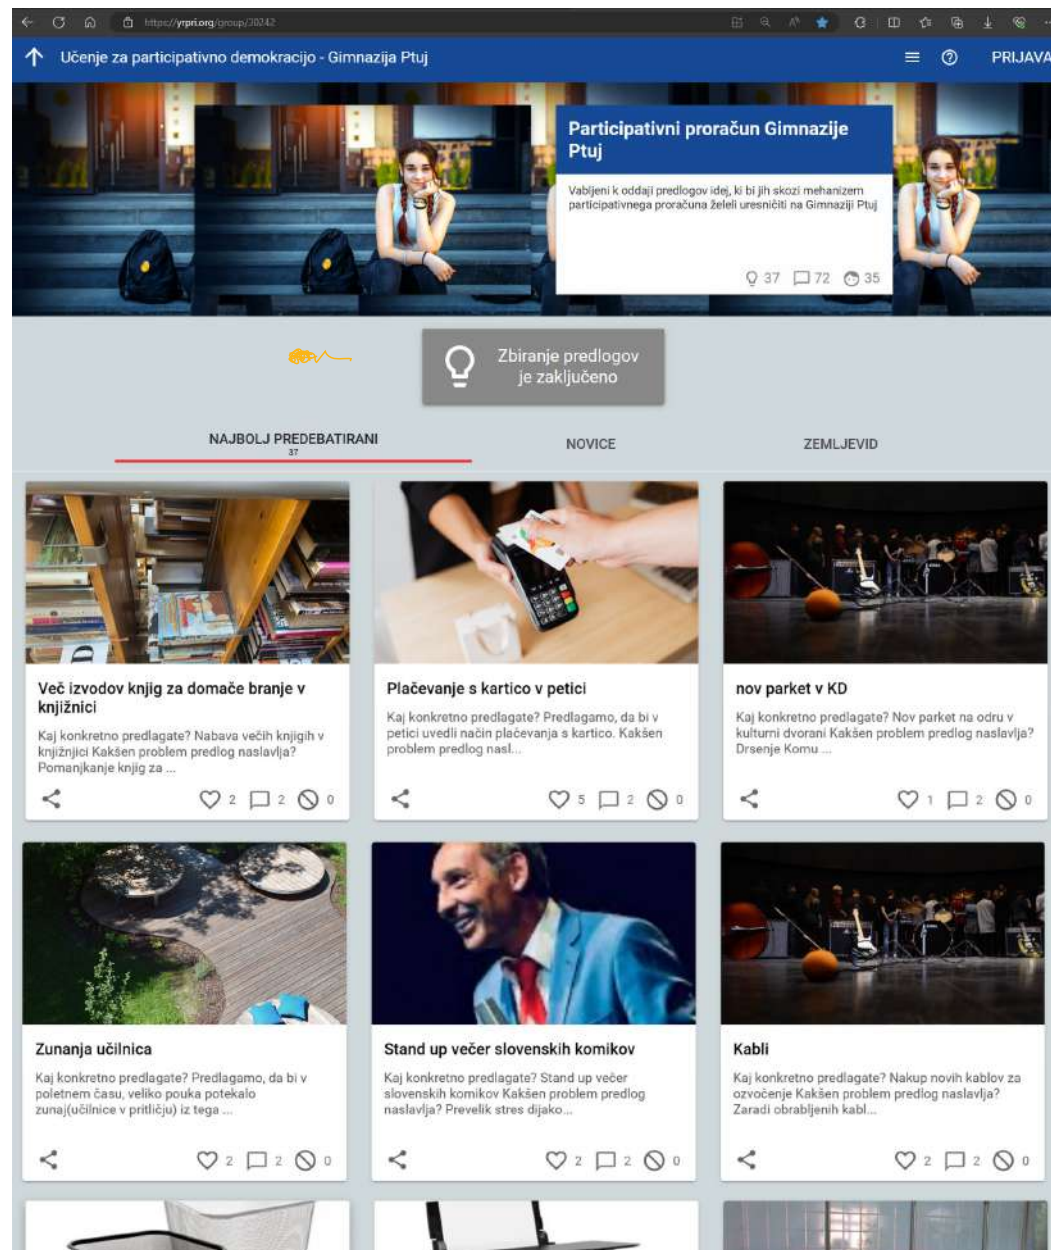 https://yrpri.org/group/30242
Učenje za participativno demokracijo - Gimnazija Ptuj
PRIJAVA
Participativni proračun Gimnazije
Ptuj
Vabljeni k oddaji predlogov idej, ki bi jih skozi mehanizem
participativnega proračuna želeli uresničiti na Gimnaziji Ptuj
37 72 35
Zbiranje predlogov
je zaključeno
NAJBOLJ PREDEBATIRANI
37
NOVICE
ZEMLJEVID
Več izvodov knjig za domače branje v
knjižnici
Kaj konkretno predlagate? Nabava večih knjigih v
knjižnjici Kakšen problem predlog naslavlja?
Pomanjkanje knjig za ...
2 2 0
Plačevanje s kartico v petici
Kaj konkretno predlagate? Predlagamo, da bi v
petici uvedli način plačevanja s kartico. Kakšen
problem predlog nasl...
5 2 0
nov parket v KD
Kaj konkretno predlagate? Nov parket na odru v
kulturni dvorani Kakšen problem predlog naslavlja?
Drsenje Komu ...
1 2 0
Zunanja učilnica
Kaj konkretno predlagate? Predlagamo, da bi v
poletnem času, veliko pouka potekalo
zunaj(učilnice v pritličju) iz tega ...
2 2 0
Stand up večer slovenskih komikov
Kaj konkretno predlagate? Stand up večer
slovenskih komikov Kakšen problem predlog
naslavlja? Prevelik stres dijako...
2 2 0
Kabli
Kaj konkretno predlagate? Nakup novih kablov za
ozvočenje Kakšen problem predlog naslavlja?
Zaradi obrabljenih kabl...
2 2 0